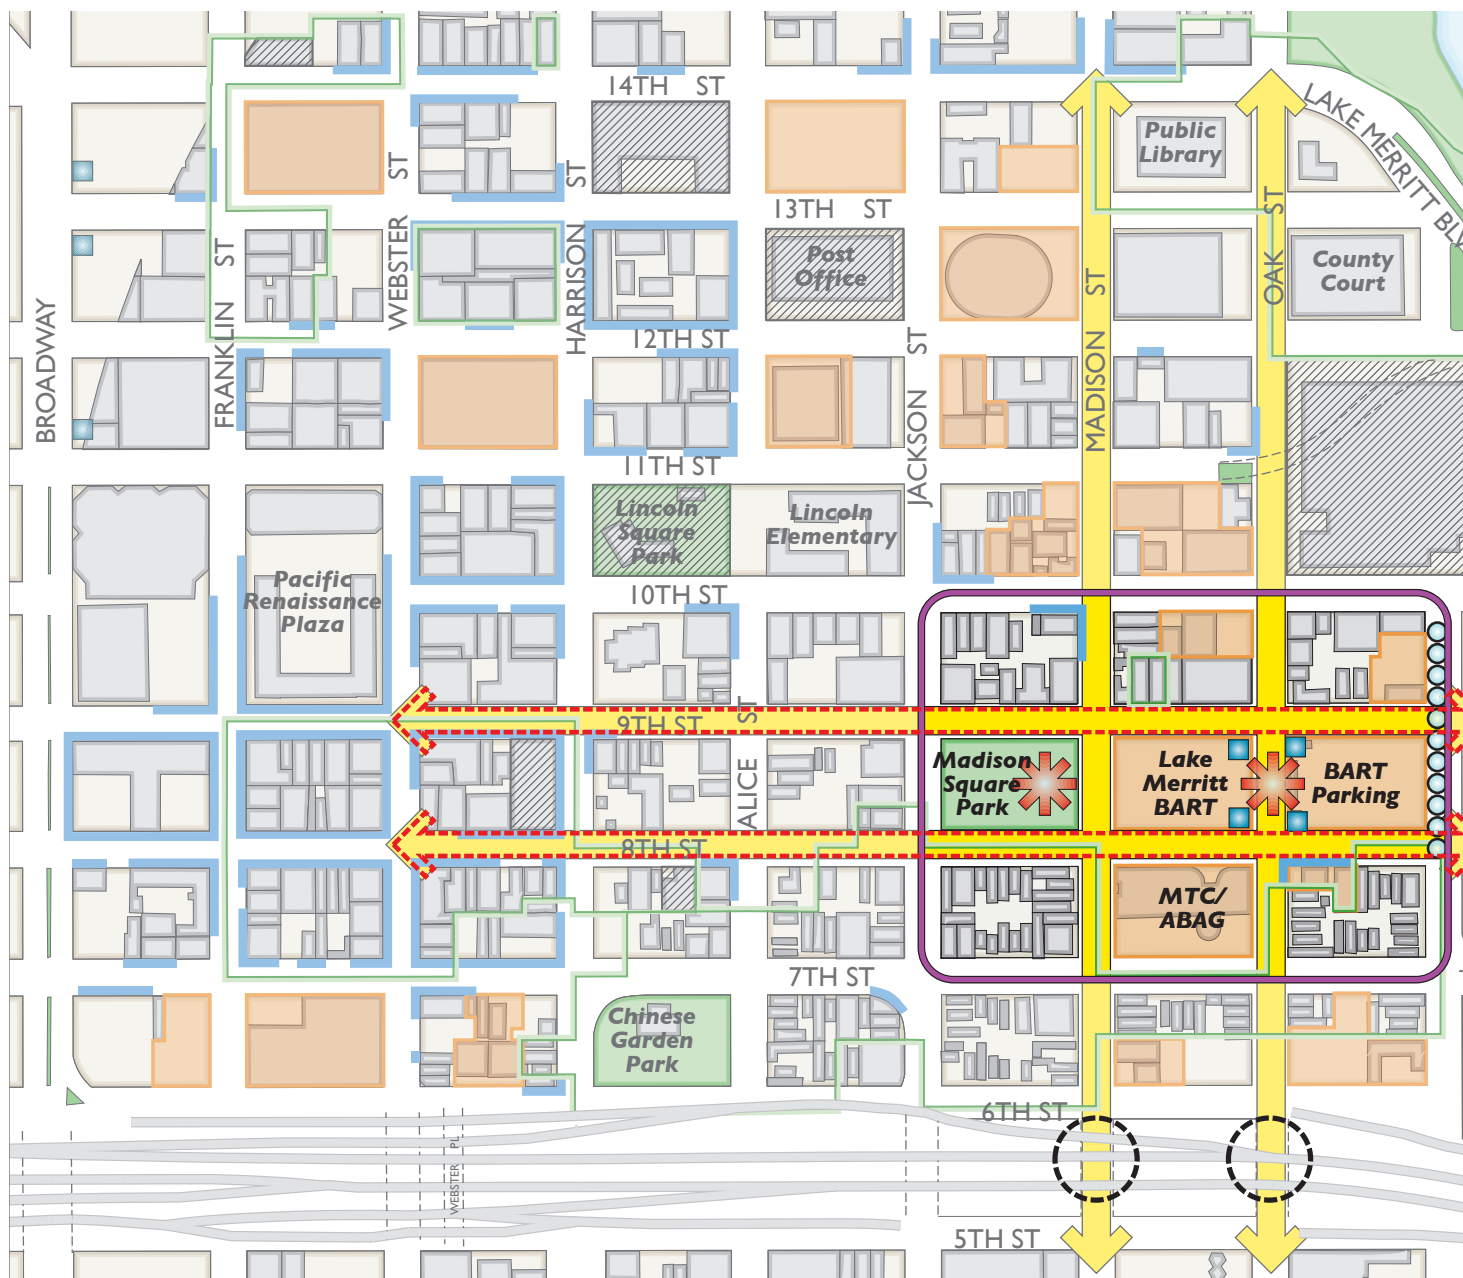 14TH ST
LAKE MERRITT BLV
Public
Library
ST
ST
13TH ST
ST
WEBSTER
HARRISON
ST
FRANKLIN
BROADWAY
Post
Office
County
Court
ST
OAK
ST
MADISON
12TH ST
ST
JACKSON
11TH ST
Lincoln
Square
Park
Lincoln
Elementary
Pacific
Renaissance
Plaza
10TH ST
9TH ST
ST
ALICE
Madison
Square
Park
Lake
Merritt
BART
BART
Parking
8TH ST
MTC/
ABAG
7TH ST
Chinese
Garden
Park
6TH ST
WEBSTER PL
5TH ST